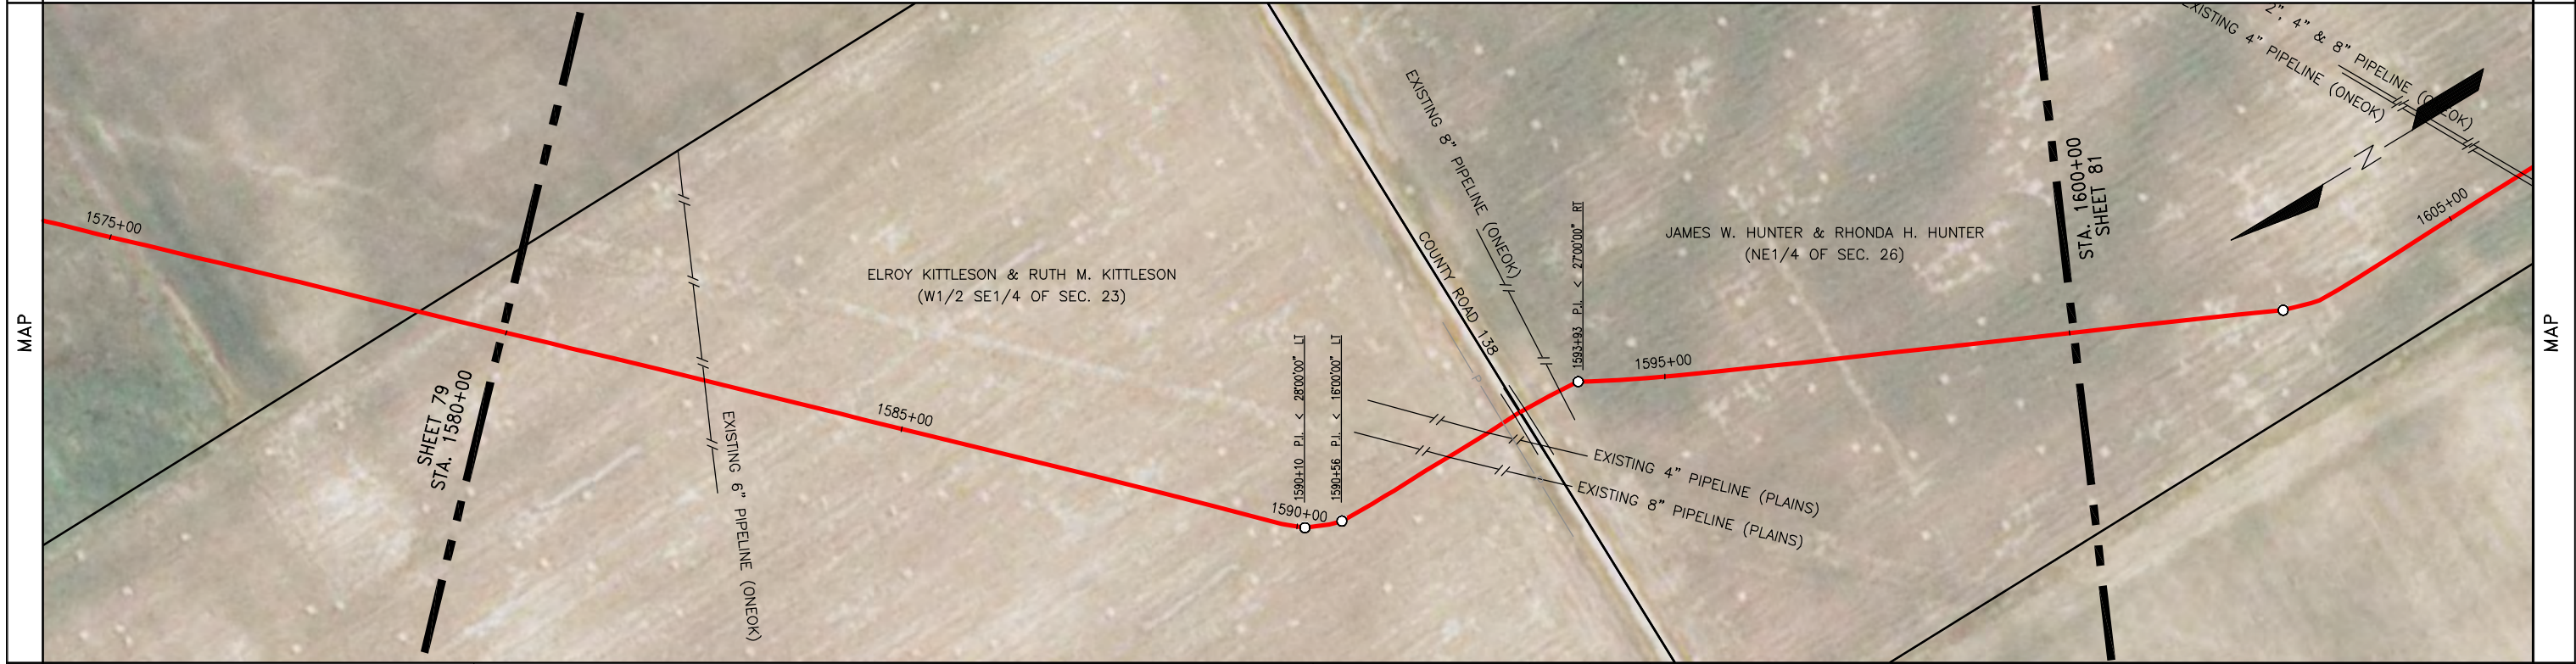 MAP
1575+00
SHEET 79
STA. 1580+00
EXISTING 6" PIPELINE (ONEOK)
ELROY KITTLESON & RUTH M. KITTLESON
(W1/2 SE1/4 OF SEC. 23)
1585+00
1590+00
1590+10 P.I. < 28°00'00" LT
1590+56 P.I. < 16°00'00" LT
COUNTY ROAD 138
P
EXISTING 8" PIPELINE (ONEOK)
1593+93 P.I. < 27°00'00" RT
EXISTING 4" PIPELINE (PLAINS)
EXISTING 8" PIPELINE (PLAINS)
1595+00
JAMES W. HUNTER & RHONDA H. HUNTER
(NE1/4 OF SEC. 26)
STA. 1600+00
SHEET 81
2", 4" & 8" PIPELINE (ONEOK)
EXISTING 4" PIPELINE (ONEOK)
N
1605+00
MAP